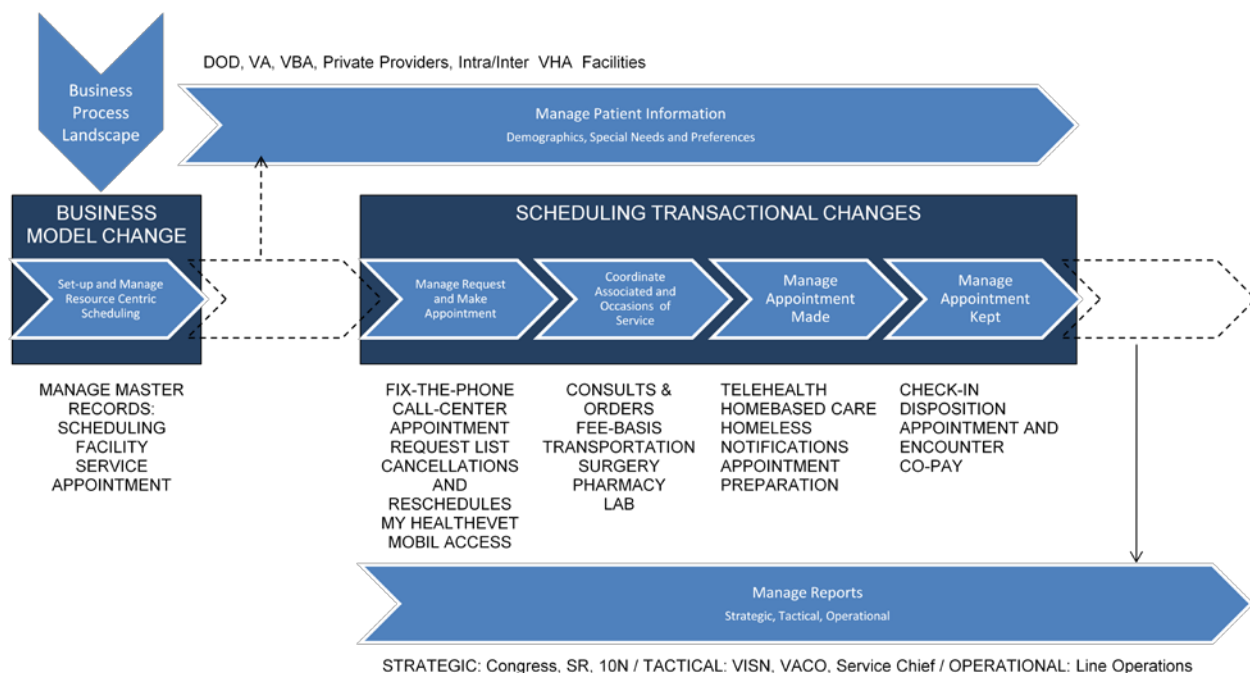 Business
Process
Landscape
DOD, VA, VBA, Private Providers, Intra/Inter VHA Facilities
Manage Patient Information
Demographics, Special Needs and Preferences
BUSINESS
MODEL CHANGE
Set-up and Manage
Resource Centric
Scheduling
MANAGE MASTER
RECORDS:
SCHEDULING
FACILITY
SERVICE
APPOINTMENT
SCHEDULING TRANSACTIONAL CHANGES
Manage Request
and Make
Appointment
FIX-THE-PHONE
CALL-CENTER
APPOINTMENT
REQUEST LIST
CANCELLATIONS
AND
RESCHEDULES
MY HEALTHEVET
MOBIL ACCESS
Coordinate
Associated and
Occasions of
Service
CONSULTS &
ORDERS
FEE-BASIS
TRANSPORTATION
SURGERY
PHARMACY
LAB
Manage
Appointment
Made
TELEHEALTH
HOMEBASED CARE
HOMELESS
NOTIFICATIONS
APPOINTMENT
PREPARATION
Manage
Appointment
Kept
CHECK-IN
DISPOSITION
APPOINTMENT AND
ENCOUNTER
CO-PAY
Manage Reports
Strategic, Tactical, Operational
STRATEGIC: Congress, SR, 10N / TACTICAL: VISN, VACO, Service Chief / OPERATIONAL: Line Operations